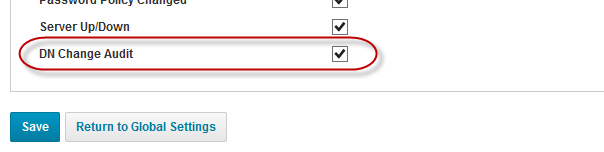 Password Policy Changed
Server Up/Down
DN Change Audit
Save
Return to Global Settings